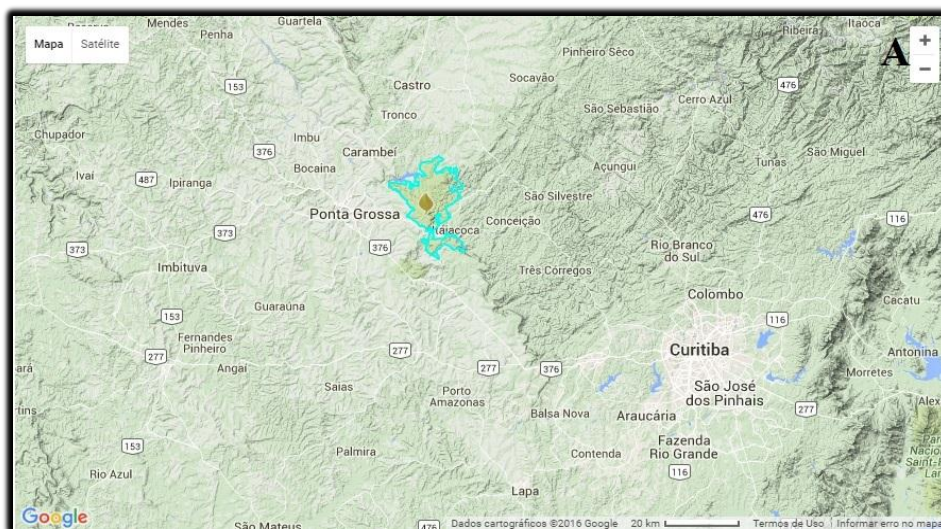 Mendes
Guartela
Itaóca
Ribeira
Penha
Mapa
Satélite
A
+
−
Pinheiro Sêco
Socavão
Castro
153
476
São Sebastião
Cerro Azul
Tronco
Chupador
Imbu
376
Carambeí
Tunas
São Miguel
Açungui
Bocaina
Ivaí
487
Ipiranga
São Silvestre
Ponta Grossa
Conceição
476
116
Itaiacoca
373
373
376
Rio Branco
do Sul
Imbituva
Três Córregos
Colombo
Cacatu
Guaraúna
153
116
Fernandes
Pinheiro
277
277
Curitiba
Antonina
277
376
Angaí
Morretes
São José
dos Pinhais
Saias
Porto
Amazonas
277
Balsa Nova
Araucária
153
Fazenda
Rio Grande
Palmira
Contenda
116
Rio Azul
Lapa
Google
São Mateus
476
Dados cartográficos ©2016 Google
20 km
Termos de Uso
Informar erro no mapa